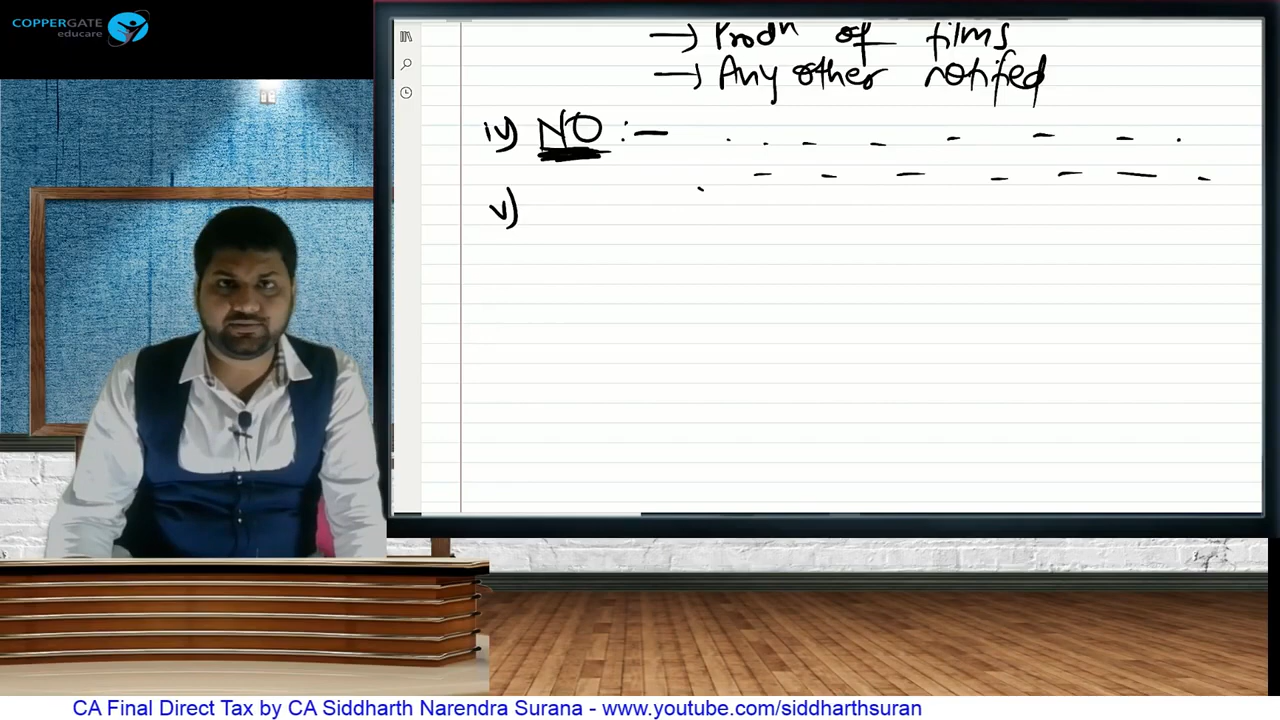 COPPERGATE
educare
→ Prodn of films
→ Any other notified
iv) NO :—
v)
CA Final Direct Tax by CA Siddharth Narendra Surana - www.youtube.com/siddharthsuran